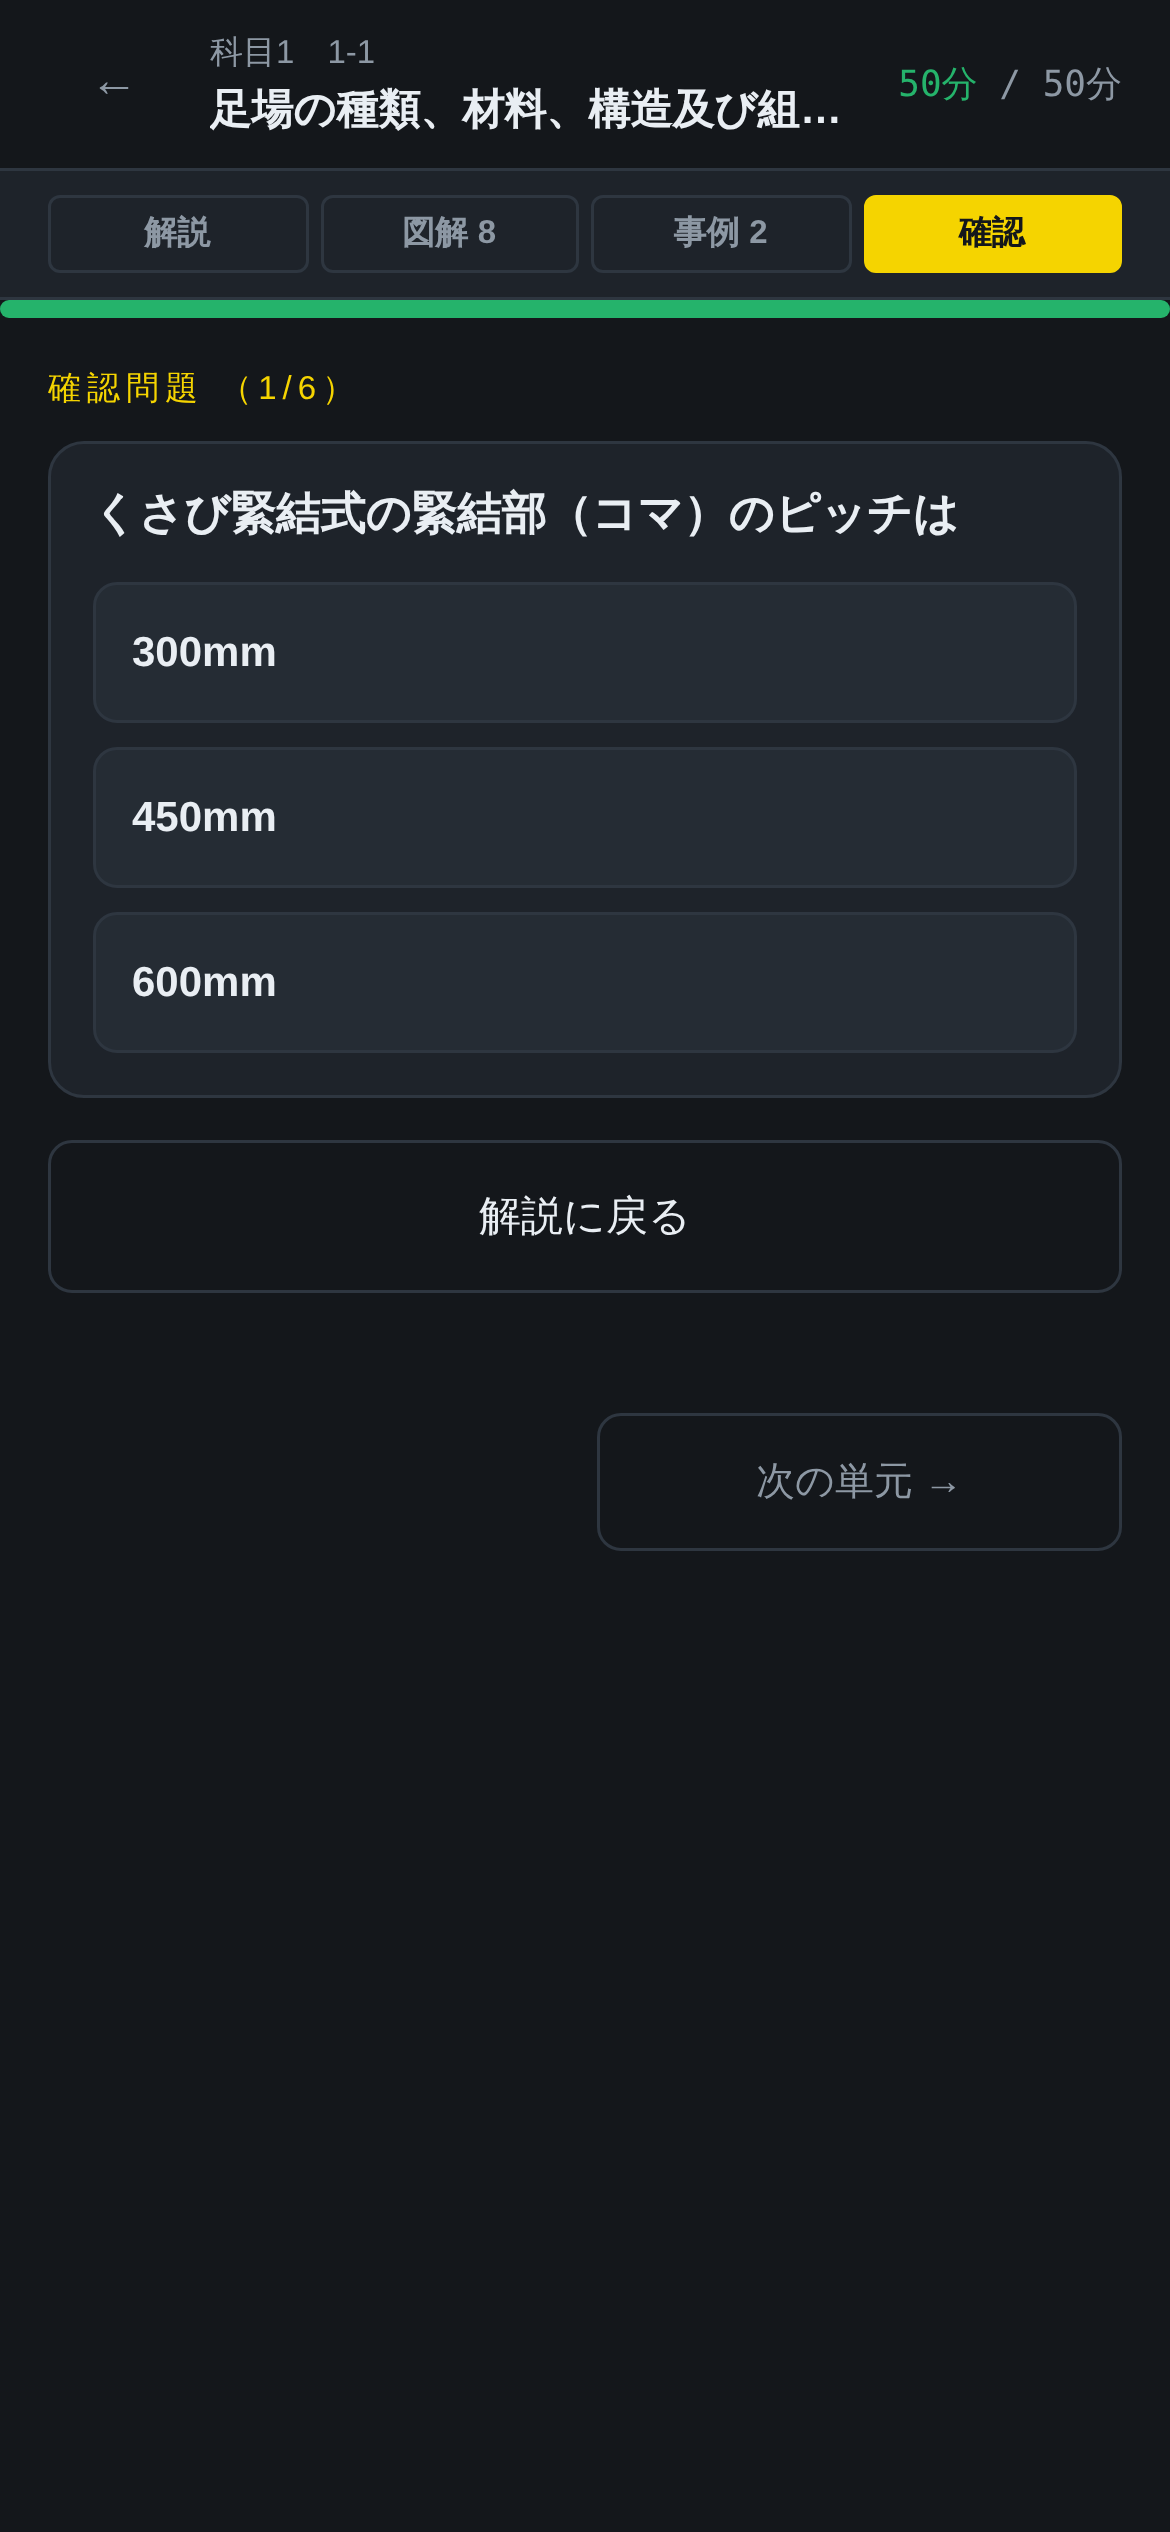 ←
科目1 1-1
足場の種類、材料、構造及び組…
50分 / 50分
解説
図解 8
事例 2
確認
確認問題 （1/6）
くさび緊結式の緊結部（コマ）のピッチは
300mm
450mm
600mm
解説に戻る
次の単元 →